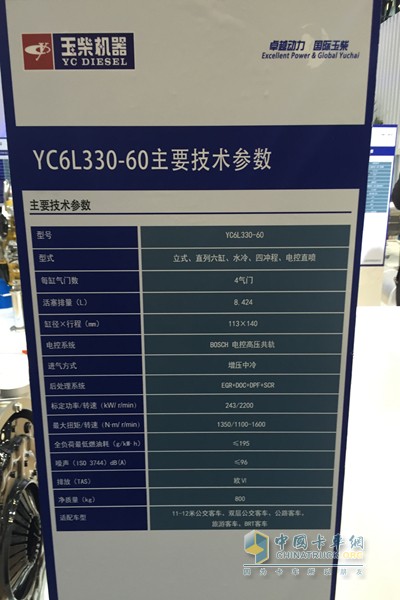 玉柴机器
YC DIESEL
卓越动力 国际玉柴
Excellent Power & Global Yuchai
YC6L330-60主要技术参数
主要技术参数
型号 YC6L330-60
型式 立式、直列六缸、水冷、四冲程、电控直喷
每缸气门数 4气门
活塞排量（L） 8.424
缸径×行程（mm） 113×140
电控系统 BOSCH 电控高压共轨
进气方式 增压中冷
后处理系统 EGR+DOC+DPF+SCR
标定功率/转速（kW/ r/min） 243/2200
最大扭矩/转速（N·m/ r/min） 1350/1100-1600
全负荷最低燃油耗（g/kW h） ≤195
噪声（ISO 3744）dB(A) ≤96
排放（TAS） 欧Ⅵ
净质量（kg） 800
适配车型 11-12米公交客车、双层公交客车、公路客车、
旅游客车、BRT客车
中国卡车网
CHINATRUCK.ORG